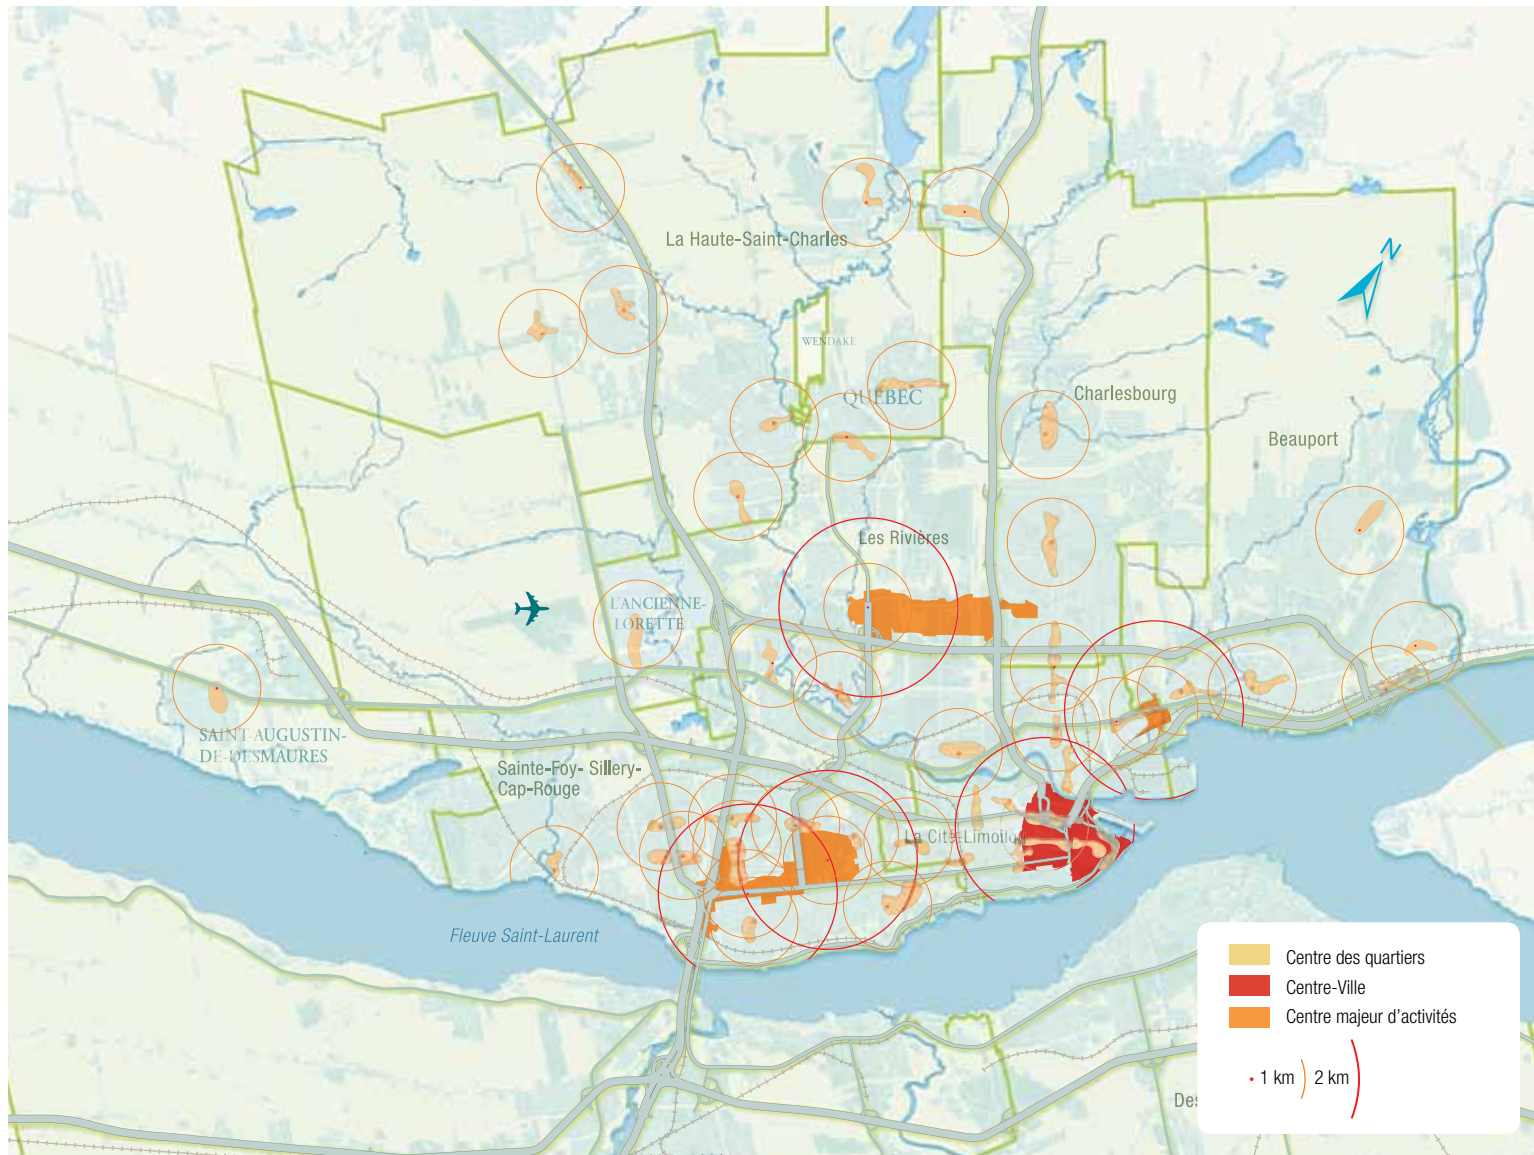 N
La Haute-Saint-Charles
WENDAKE
QUÉBEC
Charlesbourg
Beauport
Les Rivières
L'ANCIENNE-
LORETTE
SAINT-AUGUSTIN-
DE-DESMAURES
Sainte-Foy- Sillery-
Cap-Rouge
La Cité-Limoilou
Fleuve Saint-Laurent
Centre des quartiers
Centre-Ville
Centre majeur d'activités
1 km
2 km
Des